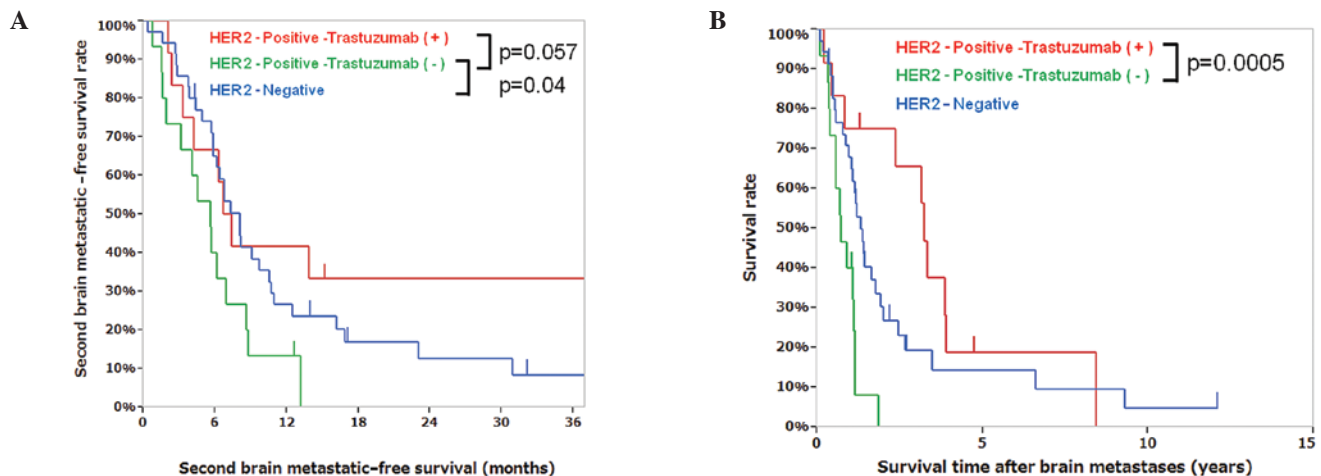 A
Second brain metastatic-free survival rate
100%
90%
80%
70%
60%
50%
40%
30%
20%
10%
0%
HER2-Positive-Trastuzumab (+)
HER2-Positive-Trastuzumab (-)
HER2-Negative
p=0.057
p=0.04
0 6 12 18 24 30 36
Second brain metastatic-free survival (months)
B
Survival rate
100%
90%
80%
70%
60%
50%
40%
30%
20%
10%
0%
HER2-Positive-Trastuzumab (+)
HER2-Positive-Trastuzumab (-)
HER2-Negative
p=0.0005
0 5 10 15
Survival time after brain metastases (years)